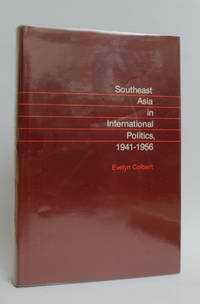 Southeast
Asia
in
International
Politics,
1941-1956
Evelyn Colbert